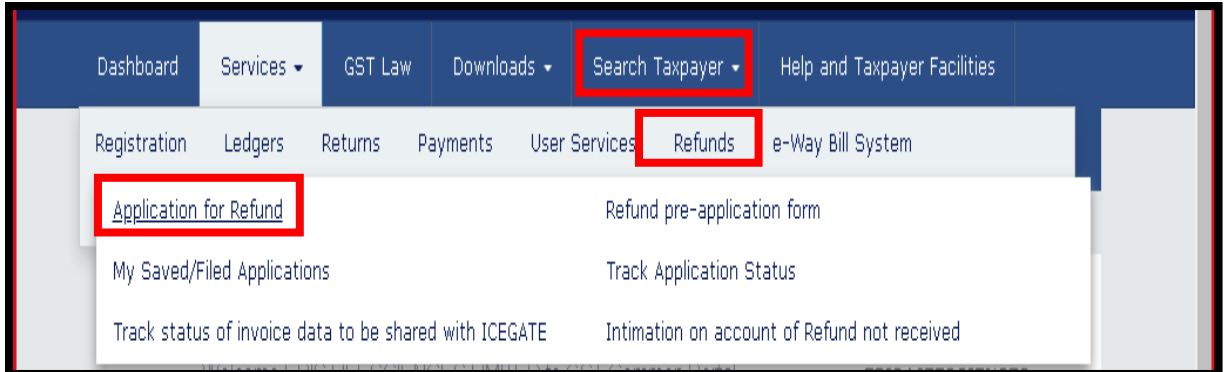 Dashboard Services GST Law Downloads Search Taxpayer Help and Taxpayer Facilities
Registration Ledgers Returns Payments User Services Refunds e-Way Bill System
Application for Refund Refund pre-application form
My Saved/Filed Applications Track Application Status
Track status of invoice data to be shared with ICEGATE Intimation on account of Refund not received